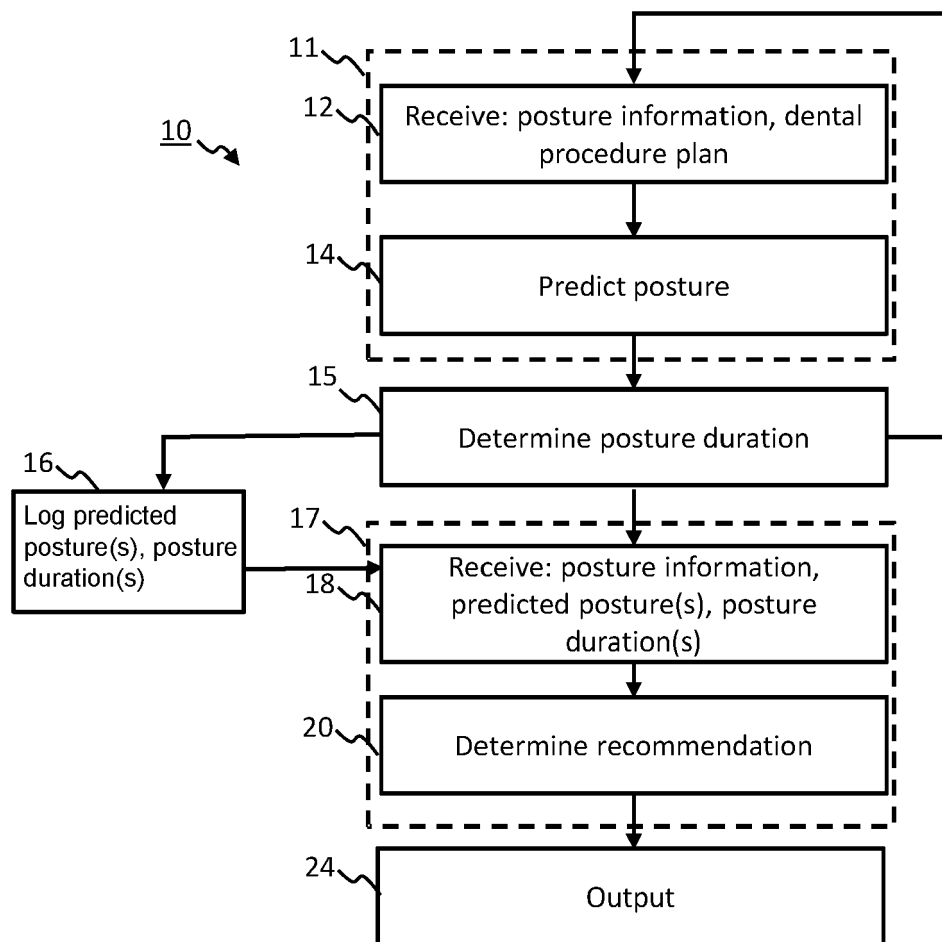 11
12
Receive: posture information, dental
procedure plan
10
14
Predict posture
15
Determine posture duration
16
Log predicted
posture(s), posture
duration(s)
17
18
Receive: posture information,
predicted posture(s), posture
duration(s)
20
Determine recommendation
24
Output